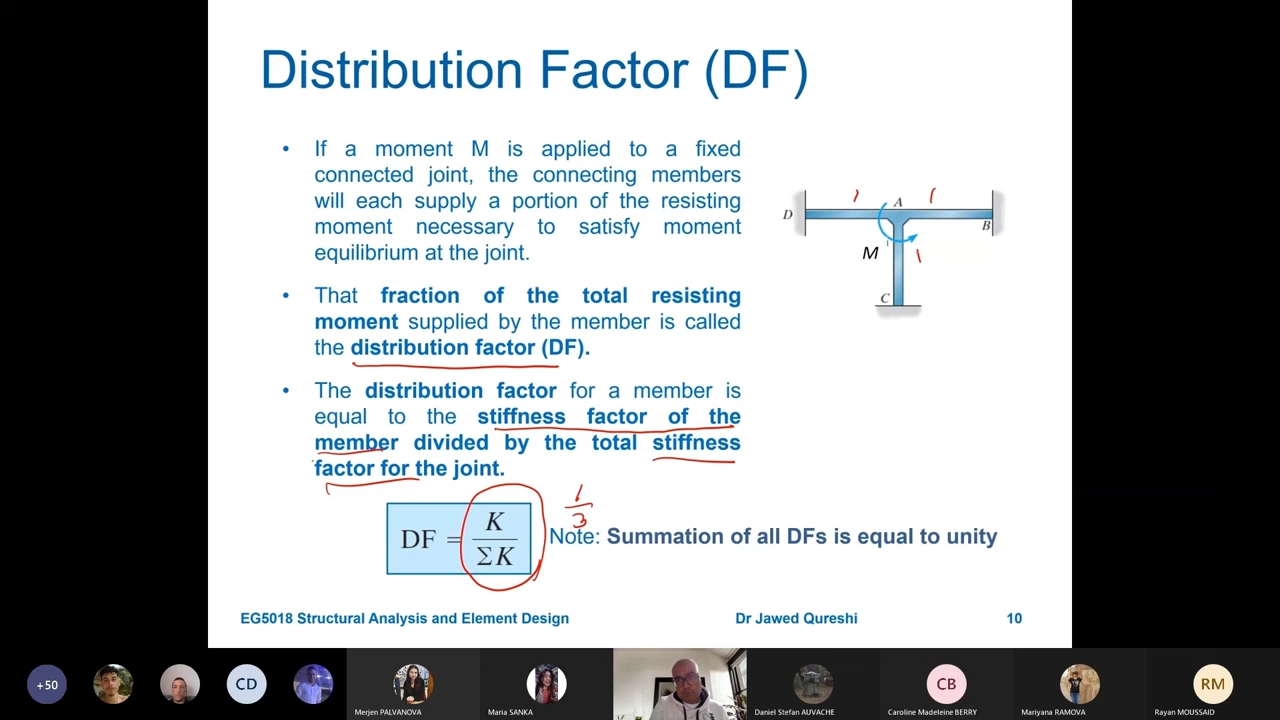 Distribution Factor (DF)
• If a moment M is applied to a fixed
connected joint, the connecting members
will each supply a portion of the resisting
moment necessary to satisfy moment
equilibrium at the joint.
• That fraction of the total resisting
moment supplied by the member is called
the distribution factor (DF).
• The distribution factor for a member is
equal to the stiffness factor of the
member divided by the total stiffness
factor for the joint.
1 1
A
D
B
M 1
C
DF = K / ΣK
1/3
Note: Summation of all DFs is equal to unity
EG5018 Structural Analysis and Element Design Dr Jawed Qureshi 10
+50 CD CB RM
Merjen PALVANOVA Maria SANKA Daniel Stefan AUVACHE Caroline Madeleine BERRY Mariyana RAMOVA Rayan MOUSSAID